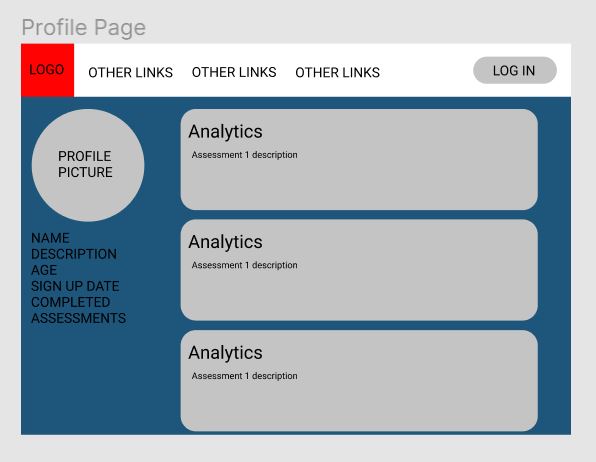 Profile Page
LOGO
OTHER LINKS
OTHER LINKS
OTHER LINKS
LOG IN
PROFILE
PICTURE
NAME
DESCRIPTION
AGE
SIGN UP DATE
COMPLETED
ASSESSMENTS
Analytics
Assessment 1 description
Analytics
Assessment 1 description
Analytics
Assessment 1 description